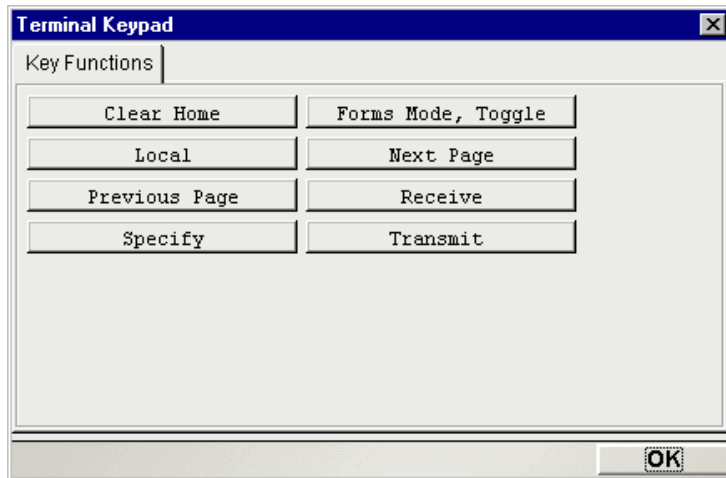 Terminal Keypad
Key Functions
Clear Home
Forms Mode, Toggle
Local
Next Page
Previous Page
Receive
Specify
Transmit
OK